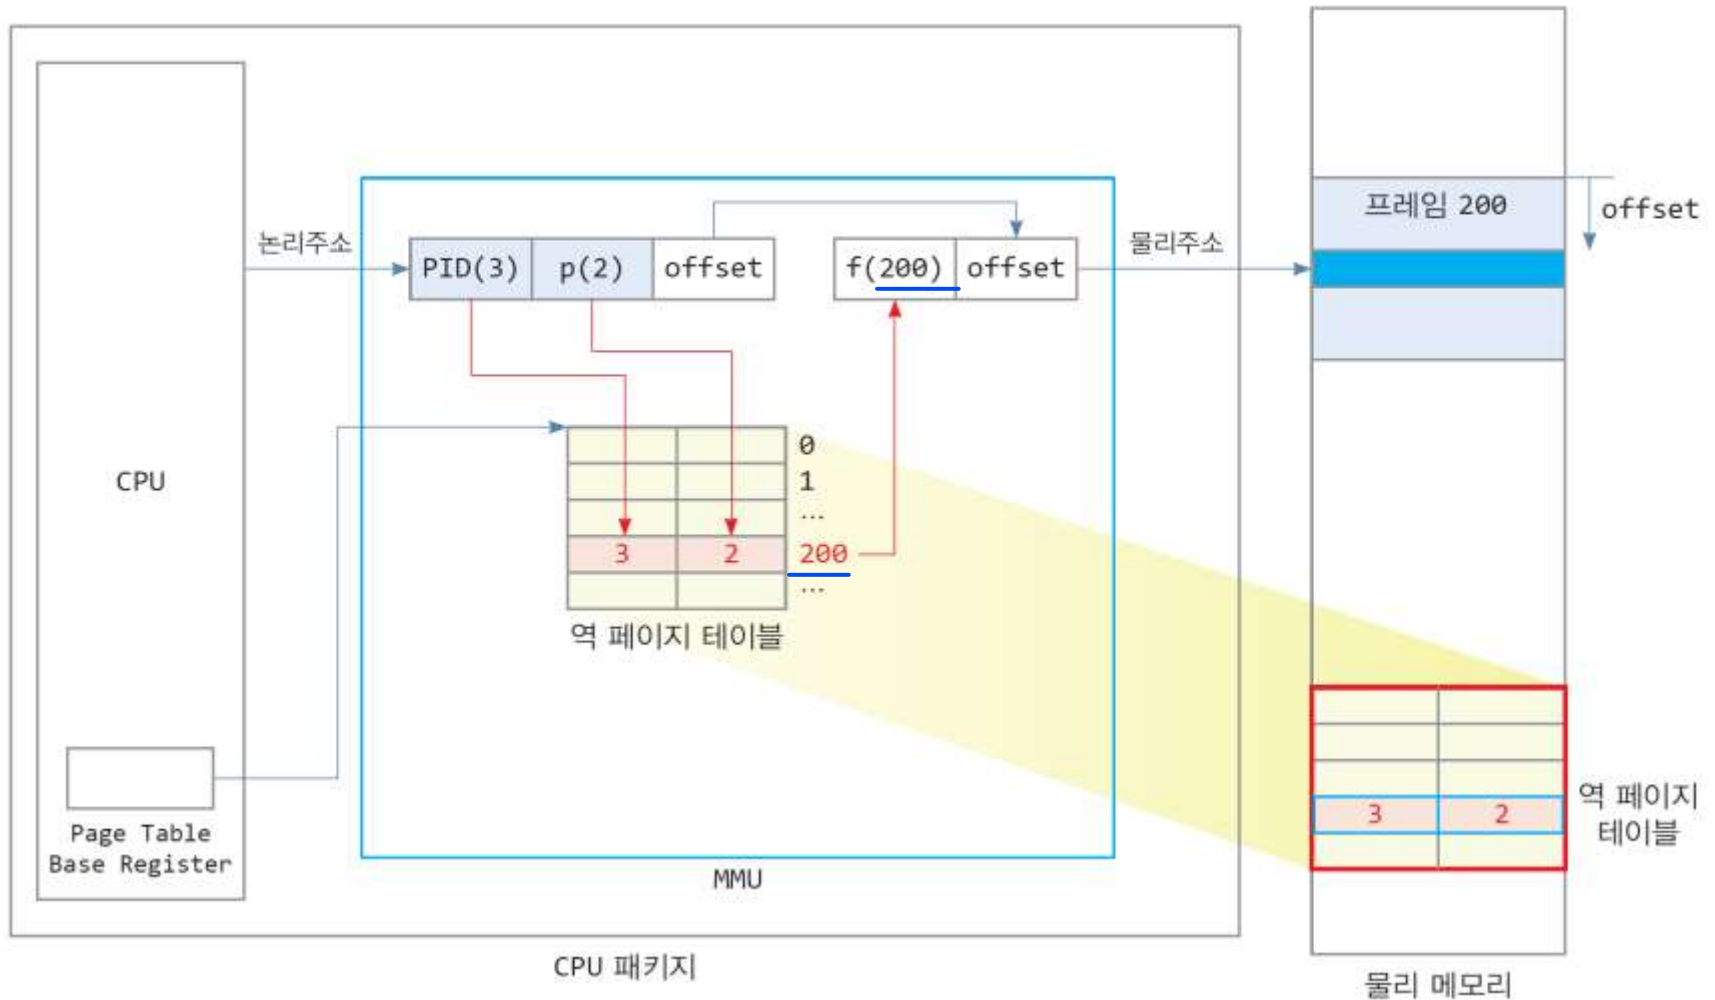 프레임 200
offset
논리주소
PID(3) p(2) offset
f(200) offset
물리주소
CPU
0
1
...
3 2 200
...
역 페이지 테이블
Page Table
Base Register
MMU
3 2
역 페이지
테이블
CPU 패키지
물리 메모리